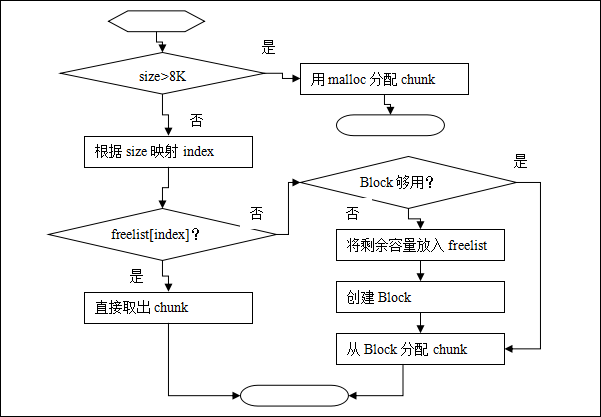 是
size>8K
用 malloc 分配 chunk
否
根据 size 映射 index
是
Block 够用？
否
否
freelist[index]？
将剩余容量放入 freelist
是
直接取出 chunk
创建 Block
从 Block 分配 chunk